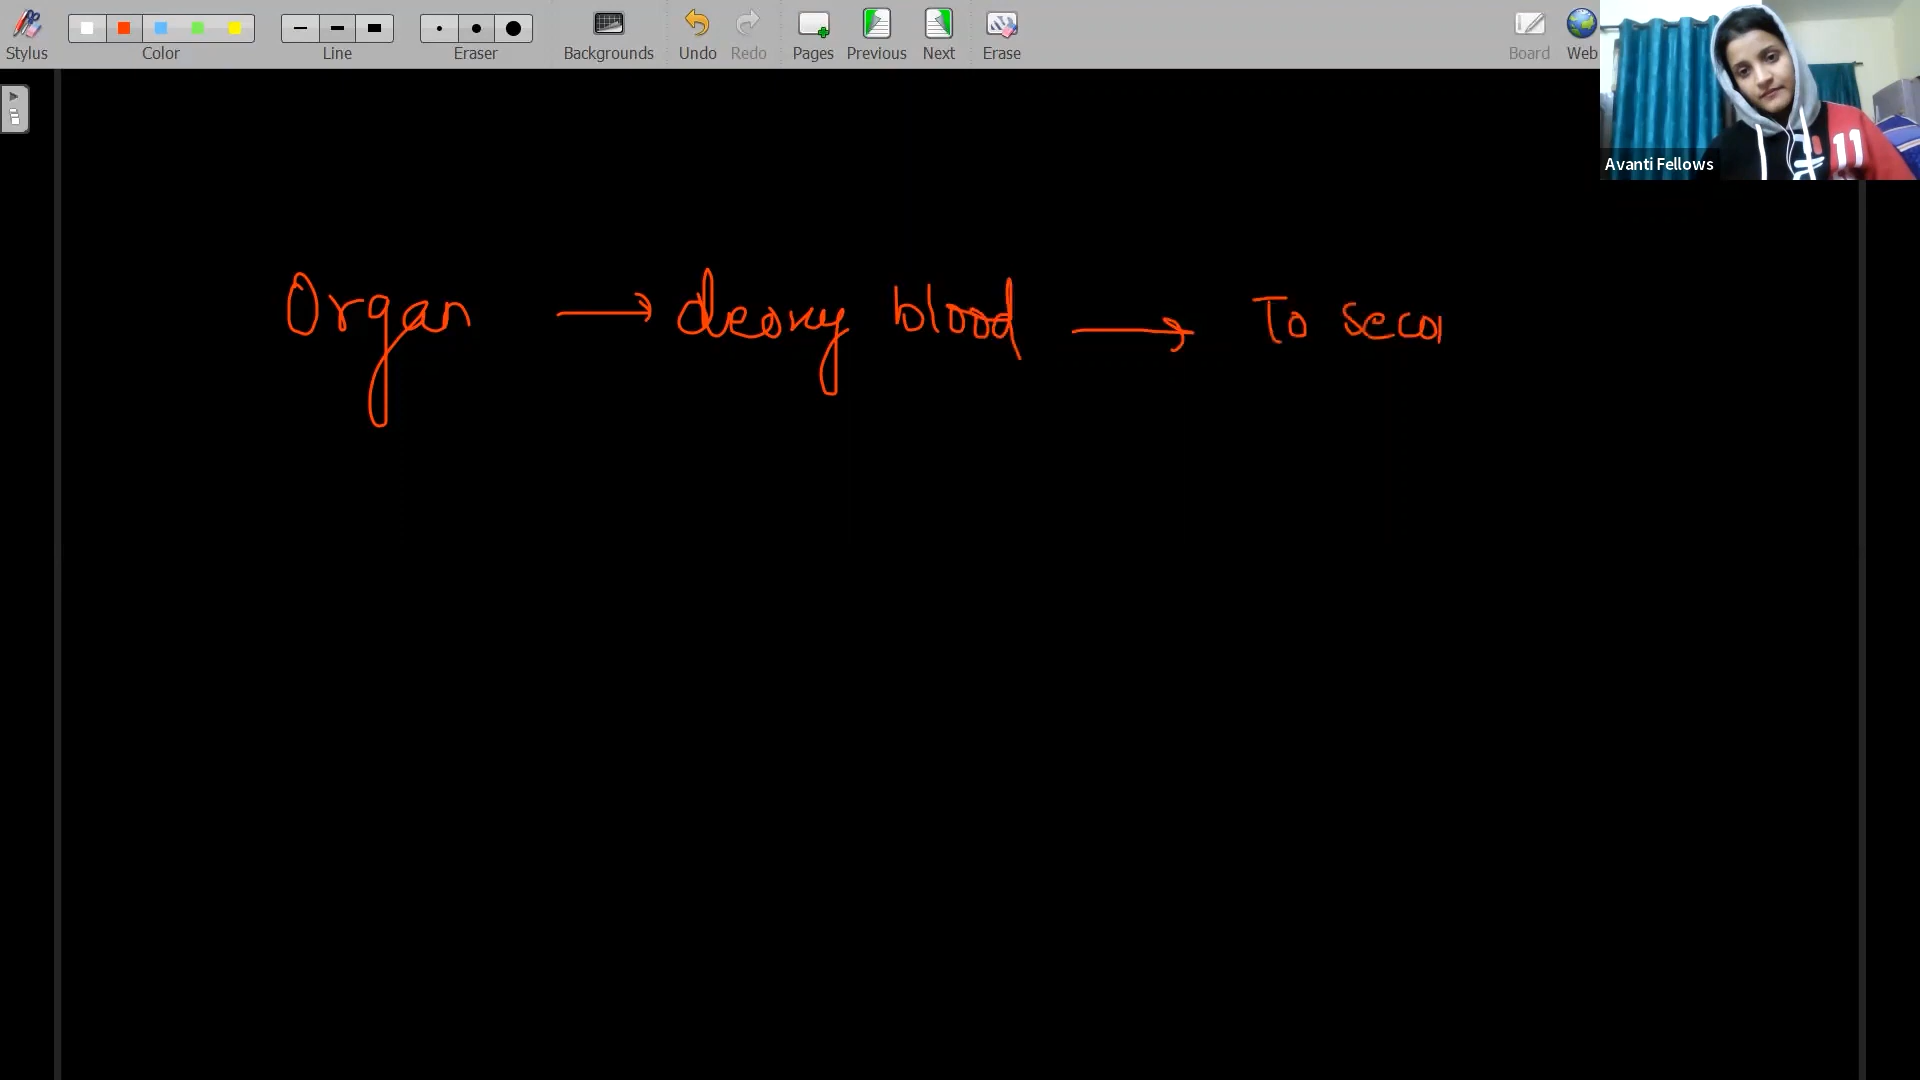 Stylus Color Line Eraser Backgrounds Undo Redo Pages Previous Next Erase Board Web
Avanti Fellows
11
Organ → deoxy blood → To secon